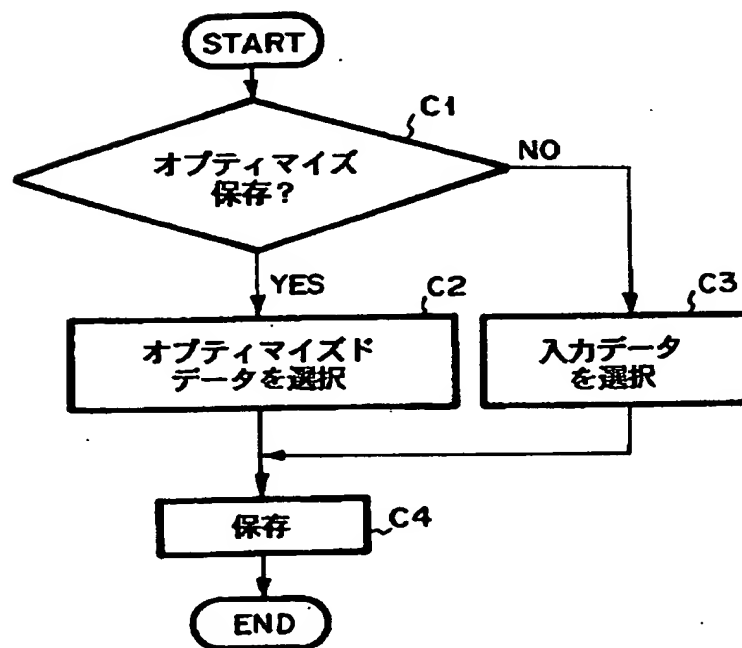 START
C1
オプティマイズ
保存?
NO
YES
C2
C3
オプティマイズド
データを選択
入力データ
を選択
保存
C4
END